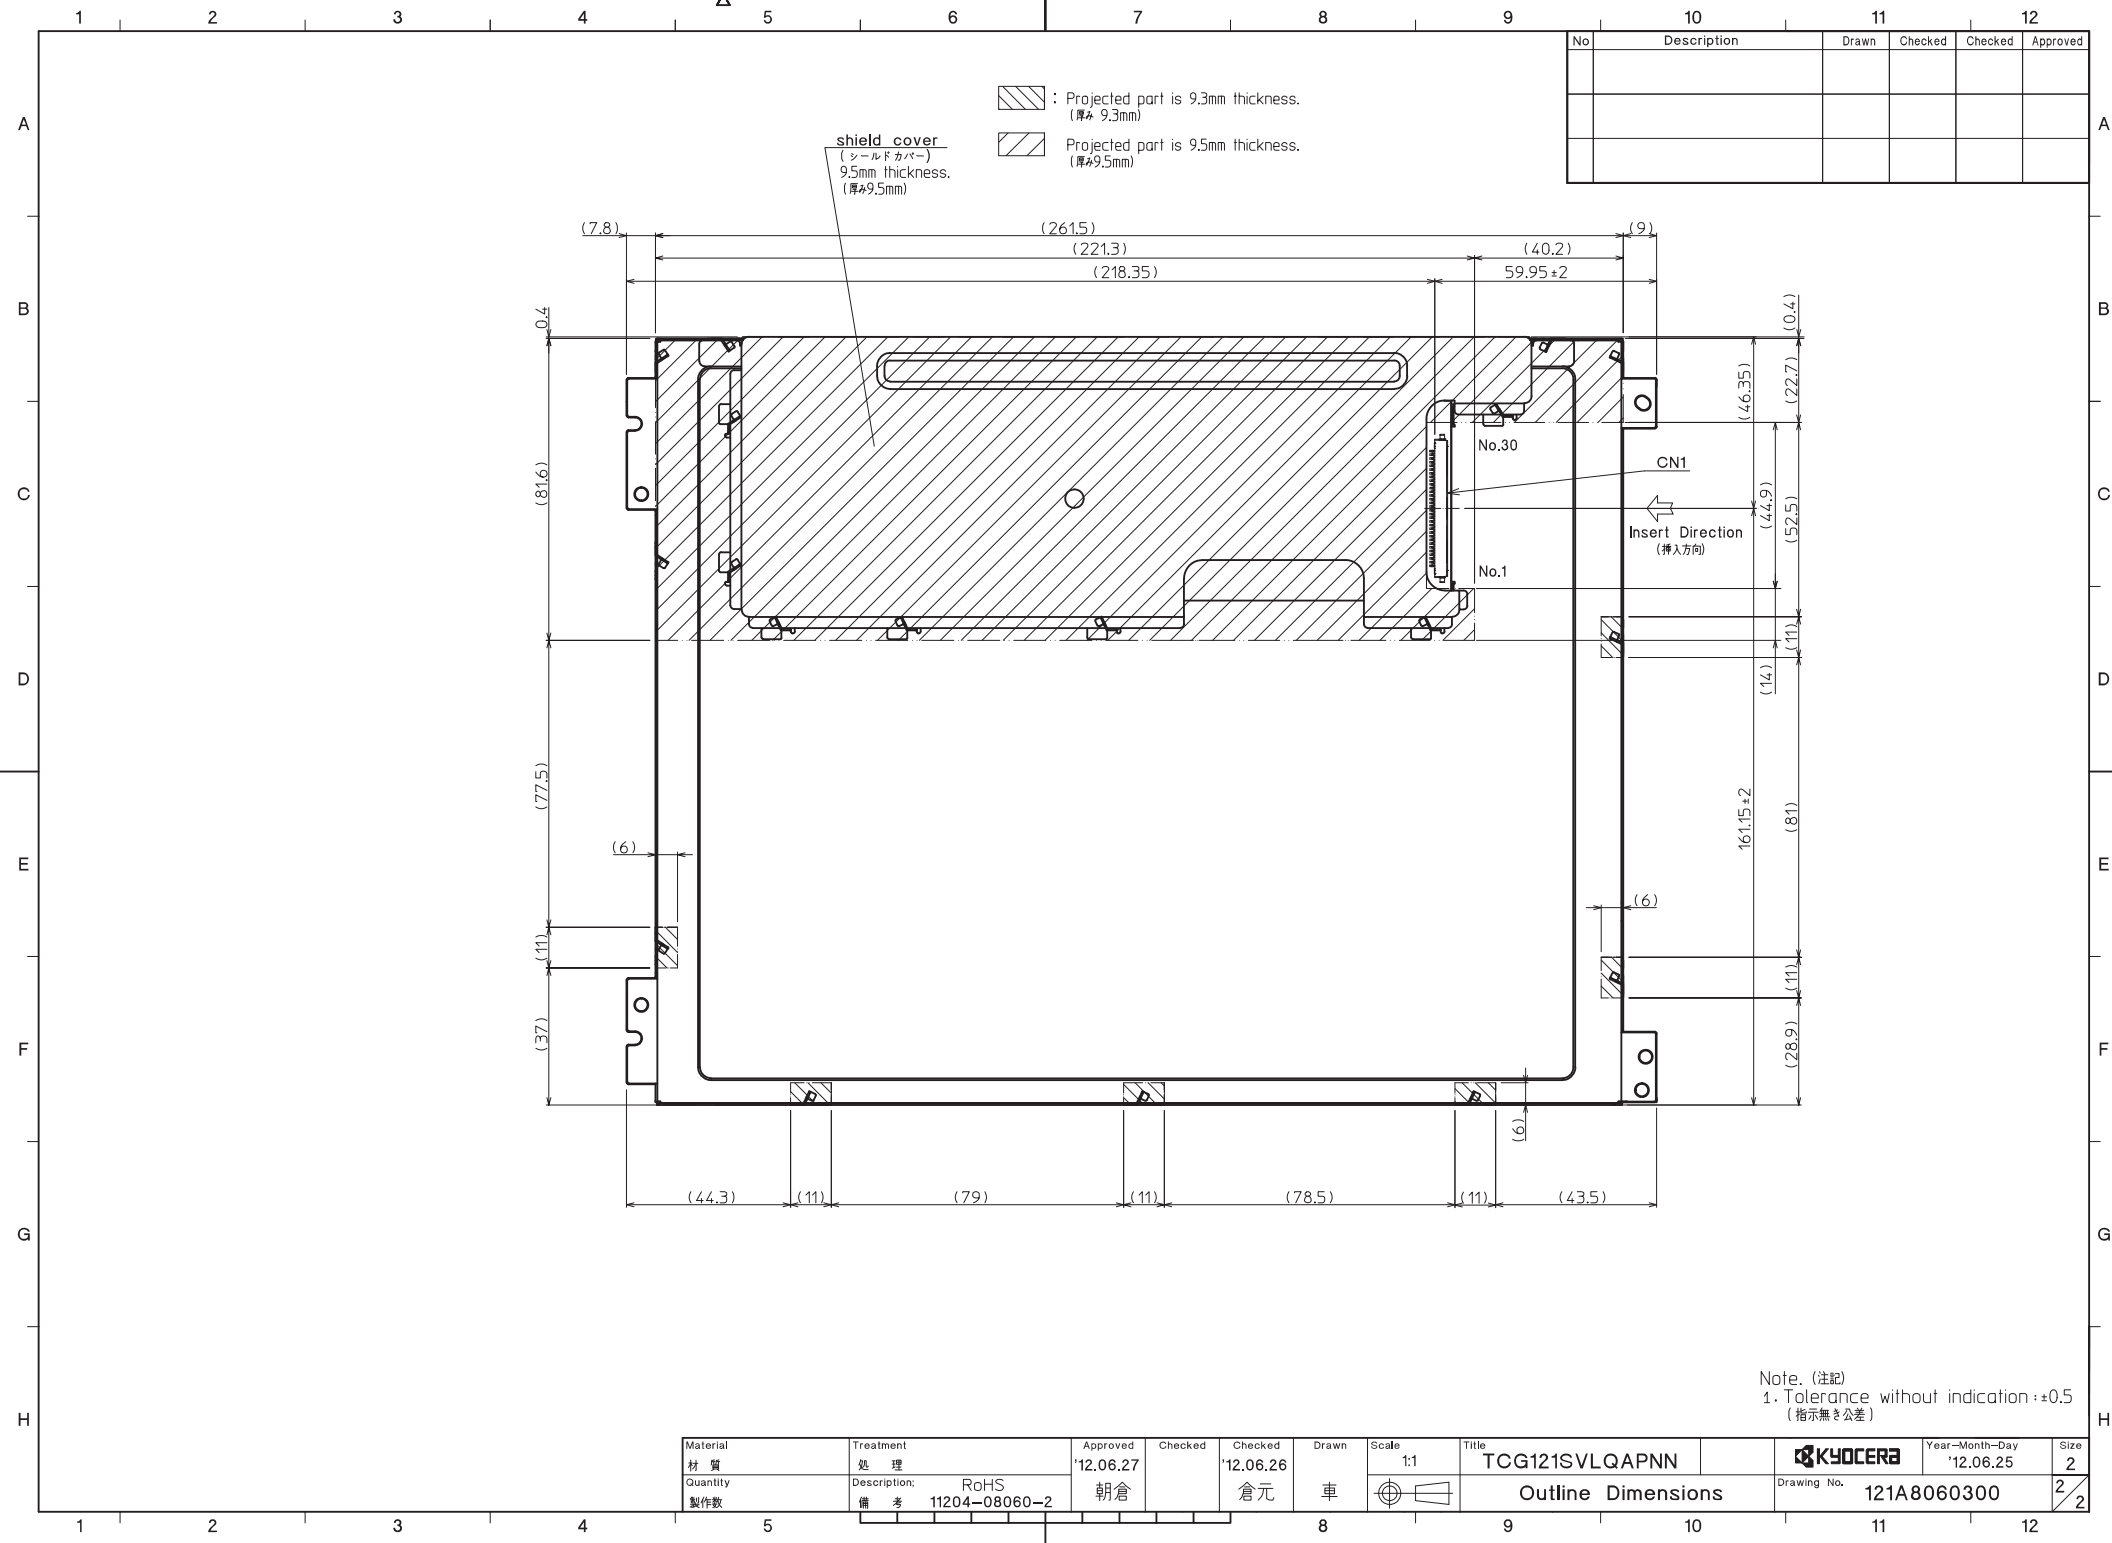 1 2 3 4 5 6 7 8 9 10 11 12
No Description Drawn Checked Checked Approved
A
A
: Projected part is 9.3mm thickness.
(厚み 9.3mm)
Projected part is 9.5mm thickness.
(厚み9.5mm)
shield cover
(シールドカバー)
9.5mm thickness.
(厚み9.5mm)
(7.8) (261.5) (9)
(221.3) (40.2)
(218.35) 59.95±2
B
B
0.4
(0.4)
(22.7)
(46.35)
No.30
CN1
(81.6)
C
C
(44.9)
(52.5)
Insert Direction
(挿入方向)
No.1
(11)
(14)
D
D
(77.5)
161.15±2
(81)
(6)
E
E
(6)
(11)
(11)
(37)
F
F
(28.9)
(6)
(44.3) (11) (79) (11) (78.5) (11) (43.5)
G
G
Note. (注記)
1. Tolerance without indication : ±0.5
(指示無き公差)
H
H
Material
材 質
Treatment
処 理
Approved
'12.06.27
Checked
Checked
'12.06.26
Drawn
Scale
1:1
Title
TCG121SVLQAPNN
KYOCERA
Year-Month-Day
'12.06.25
Size
2
Quantity
製作数
Description;
備 考
RoHS
11204-08060-2
朝倉
倉元
車
Outline Dimensions
Drawing No.
121A8060300
2/2
1 2 3 4 5 8 9 10 11 12